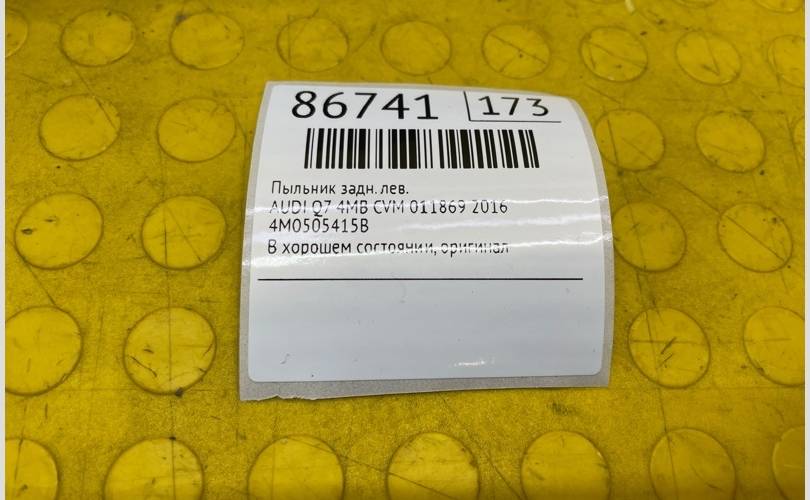 86741 173
Пыльник задн. лев.
AUDI Q7 4MB CVM 011869 2016
4M0505415B
В хорошем состоянии, оригинал